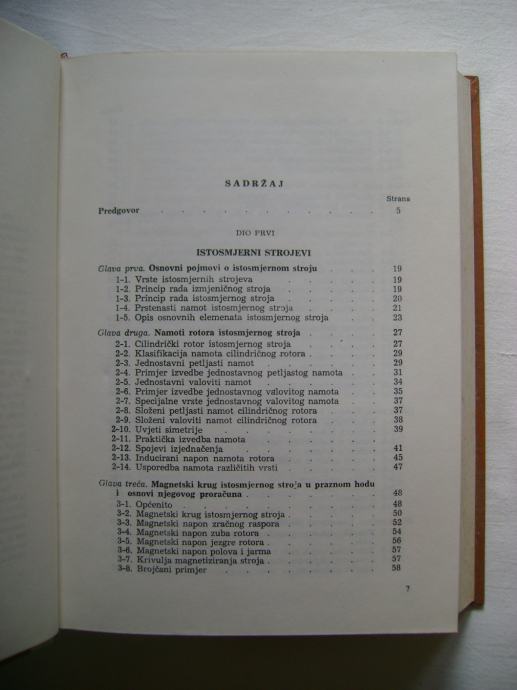 SADRŽAJ
Strana
Predgovor . . . . . . . . . . 5
DIO PRVI
ISTOSMJERNI STROJEVI
Glava prva. Osnovni pojmovi o istosmjernom stroju . . . . 19
1-1. Vrste istosmjernih strojeva . . . . . 19
1-2. Princip rada izmjeničnog stroja . . . . . 19
1-3. Princip rada istosmjernog stroja . . . . . 20
1-4. Prstenasti namot istosmjernog stroja . . . . 21
1-5. Opis osnovnih elemenata istosmjernog stroja . . . 23
Glava druga. Namoti rotora istosmjernog stroja . . . . 27
2-1. Cilindrički rotor istosmjernog stroja . . . . 27
2-2. Klasifikacija namota cilindričnog rotora . . . . 29
2-3. Jednostavni petljasti namot . . . . . 29
2-4. Primjer izvedbe jednostavnog petljastog namota . . . 31
2-5. Jednostavni valoviti namot . . . . . 34
2-6. Primjer izvedbe jednostavnog valovitog namota . . . 35
2-7. Specijalne vrste jednostavnog valovitog namota . . . 37
2-8. Složeni petljasti namot cilindričnog rotora . . . . 37
2-9. Složeni valoviti namot cilindričnog rotora . . . . 38
2-10. Uvjeti simetrije . . . . . . . 39
2-11. Praktička izvedba namota . . . . .
2-12. Spojevi izjednačenja . . . . . . 41
2-13. Inducirani napon namota rotora . . . . . 45
2-14. Usporedba namota različitih vrsti . . . . 47
Glava treća. Magnetski krug istosmjernog stroja u praznom hodu
i osnovi njegovog proračuna . . . . . 48
3-1. Općenito . . . . . . . . 48
3-2. Magnetski krug istosmjernog stroja . . . . 50
3-3. Magnetski napon zračnog raspora . . . . 52
3-4. Magnetski napon zuba rotora . . . . . 54
3-5. Magnetski napon jezgre rotora . . . . . 56
3-6. Magnetski napon polova i jarma . . . . 57
3-7. Krivulja magnetiziranja stroja . . . . . 57
3-8. Brojčani primjer . . . . . . . 58
7